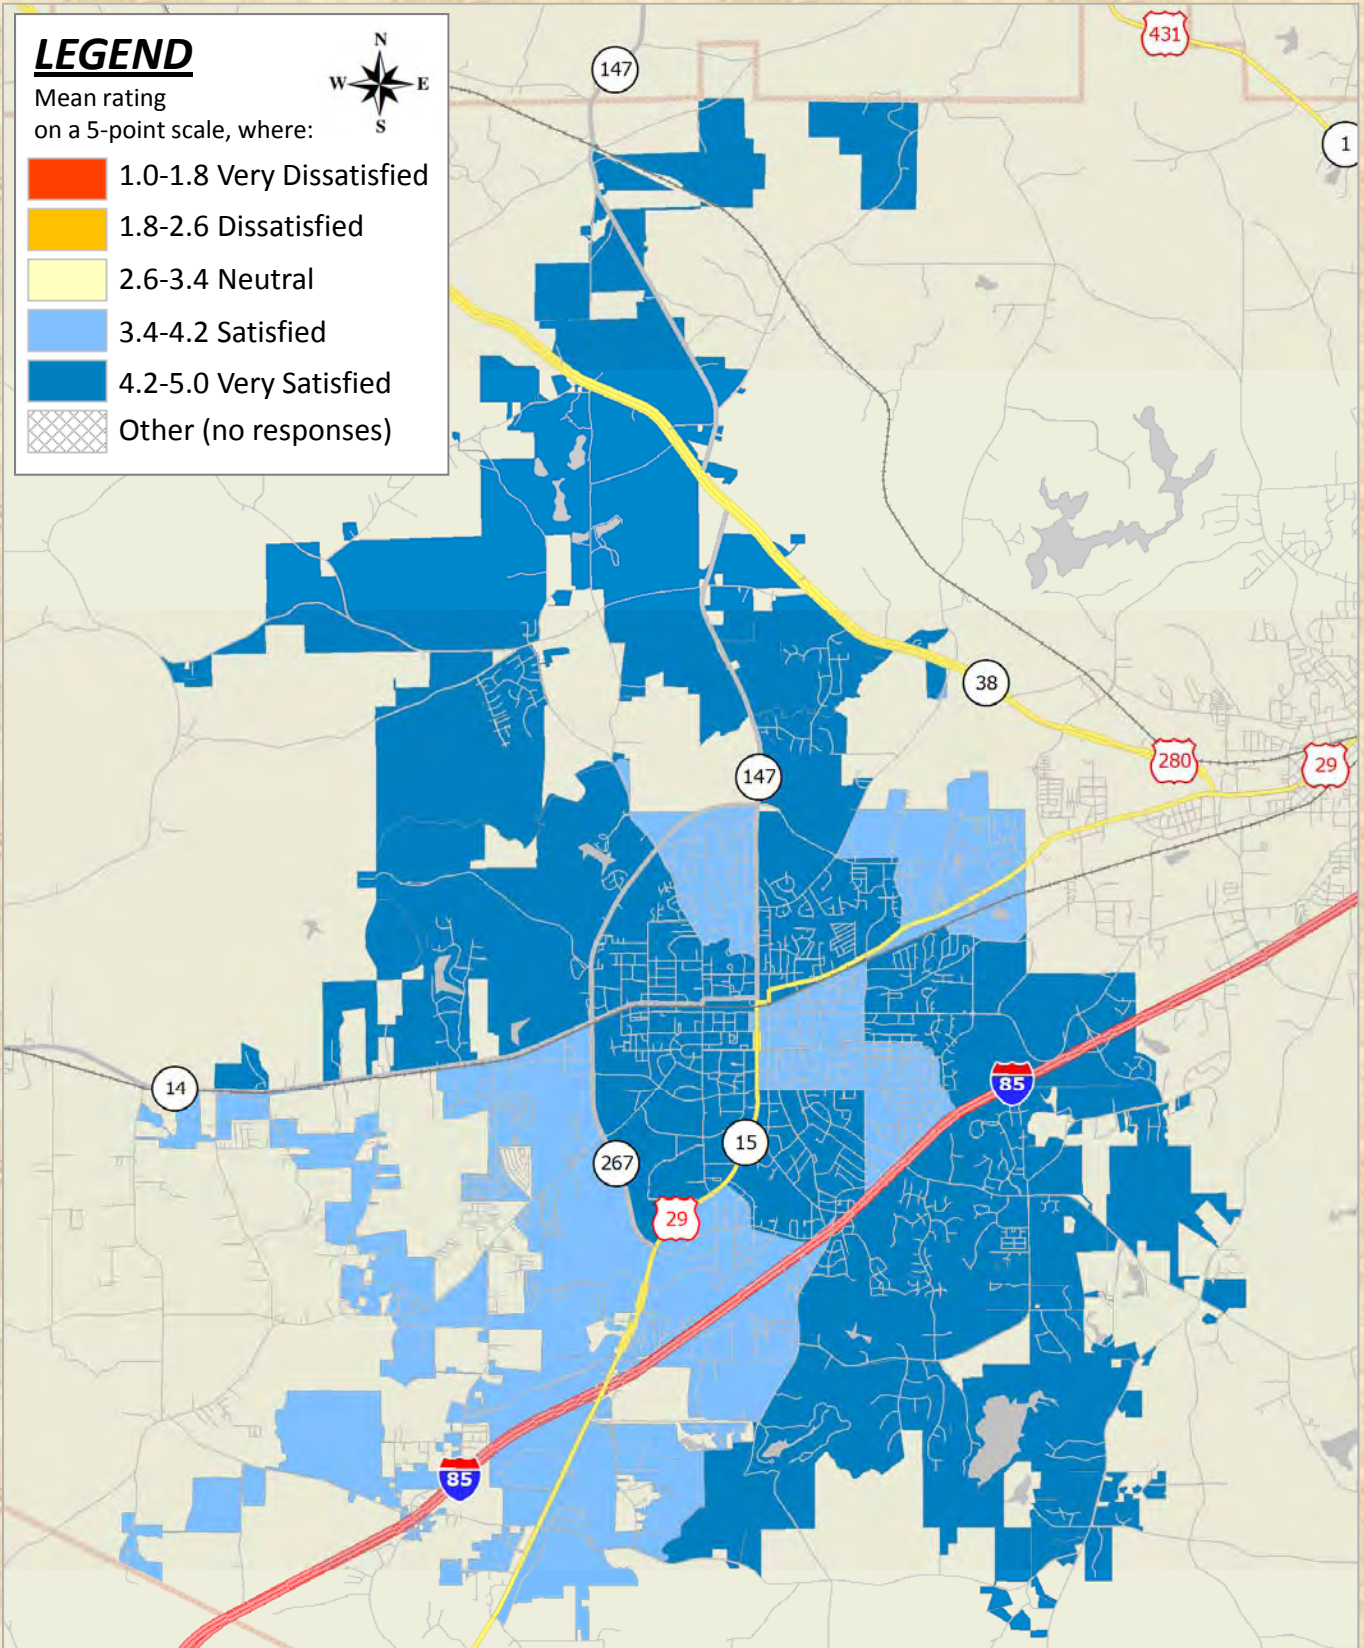 LEGEND
Mean rating
on a 5-point scale, where:
1.0-1.8 Very Dissatisfied
1.8-2.6 Dissatisfied
2.6-3.4 Neutral
3.4-4.2 Satisfied
4.2-5.0 Very Satisfied
Other (no responses)
N
W
E
S
147
431
1
38
280
29
147
14
85
15
267
29
85